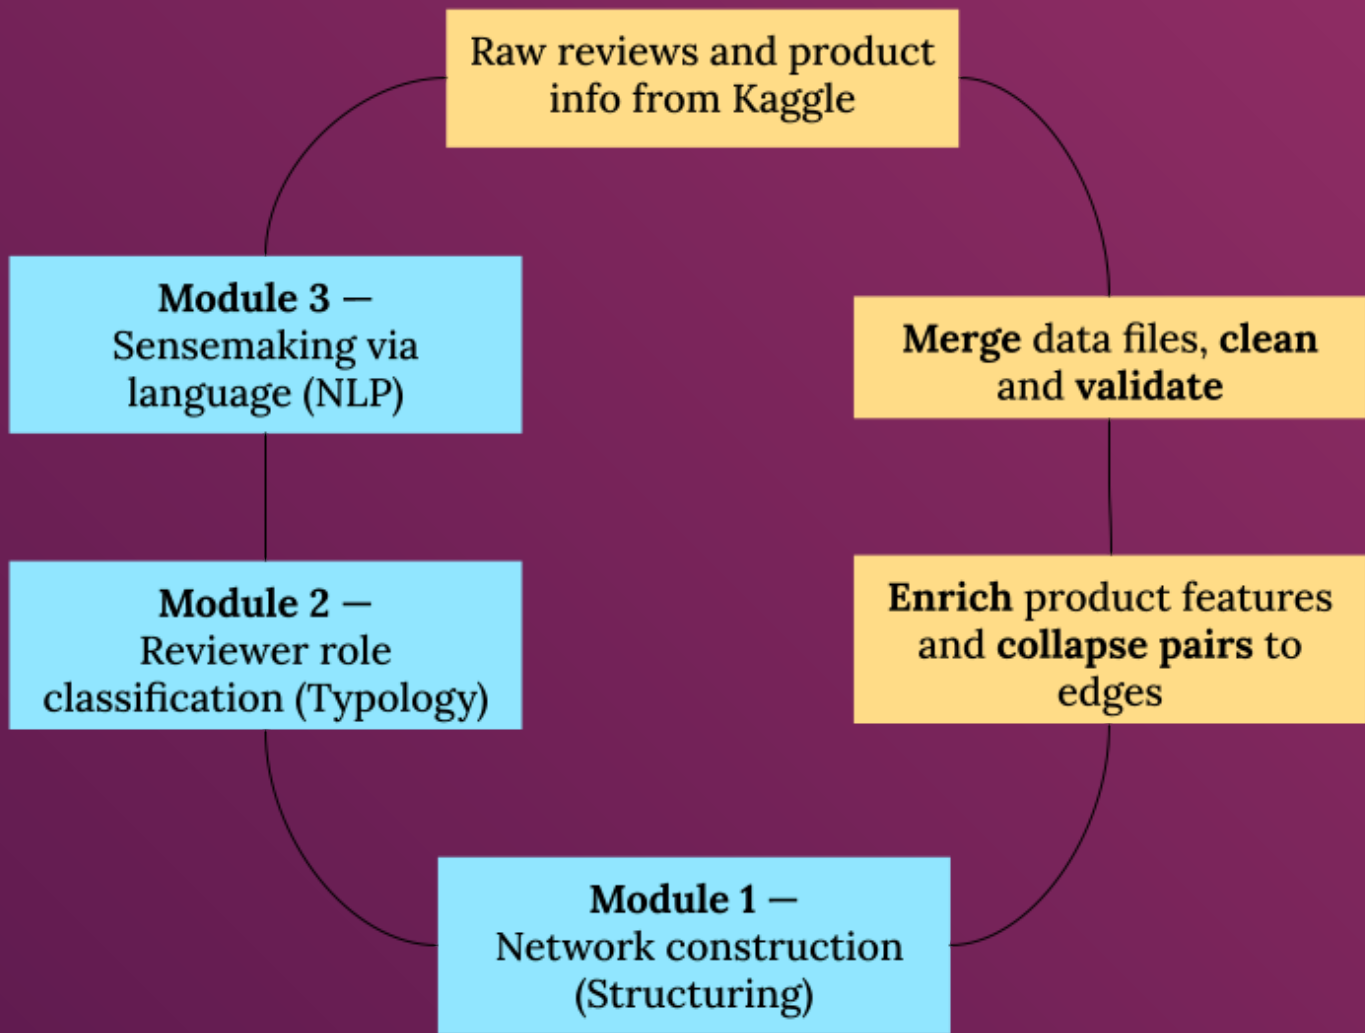 Raw reviews and product
info from Kaggle
Merge data files, clean
and validate
Enrich product features
and collapse pairs to
edges
Module 1 —
Network construction
(Structuring)
Module 2 —
Reviewer role
classification (Typology)
Module 3 —
Sensemaking via
language (NLP)